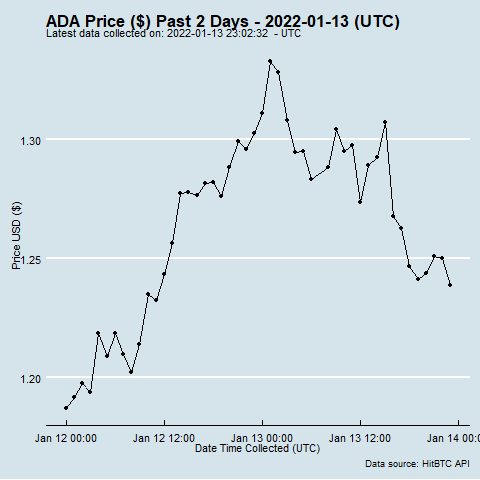 ADA Price ($) Past 2 Days - 2022-01-13 (UTC)
Latest data collected on: 2022-01-13 23:02:32 - UTC
Price USD ($)
1.30
1.25
1.20
Jan 12 00:00 Jan 12 12:00 Jan 13 00:00 Jan 13 12:00 Jan 14 00:
Date Time Collected (UTC)
Data source: HitBTC API